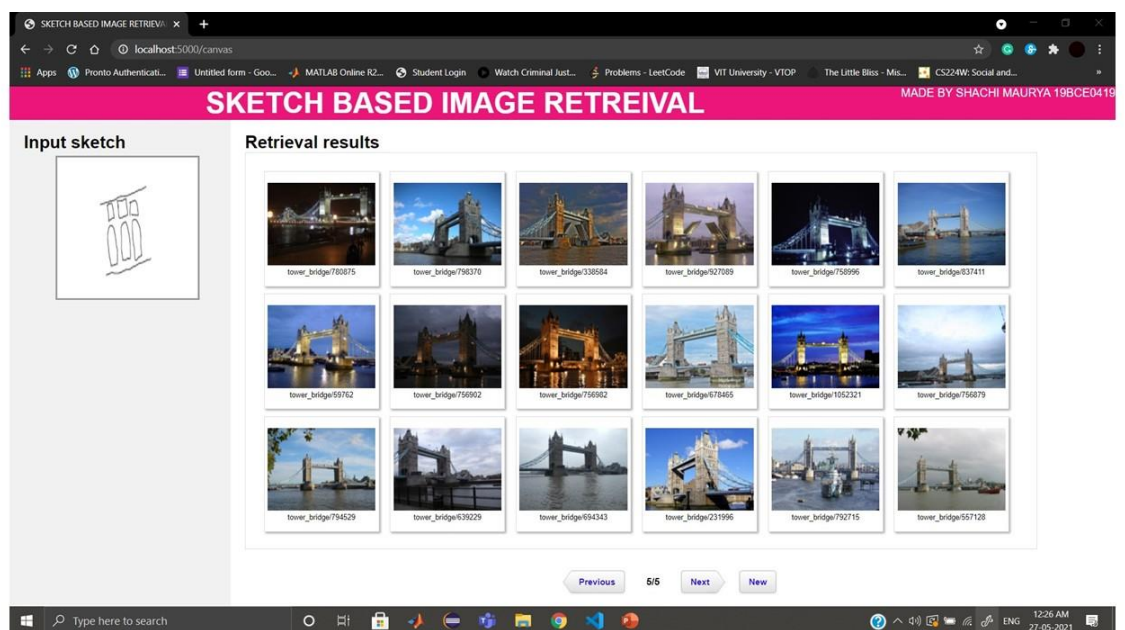 SKETCH BASED IMAGE RETRIEVA
localhost:5000/canvas
Apps
Pronto Authenticati...
Untitled form - Goo...
MATLAB Online R2...
Student Login
Watch Criminal Just...
Problems - LeetCode
VIT University - VTOP
The Little Bliss - Mis...
CS224W: Social and...
»
SKETCH BASED IMAGE RETREIVAL
MADE BY SHACHI MAURYA 19BCE0419
Input sketch
Retrieval results
tower_bridge/780875
tower_bridge/798370
tower_bridge/338584
tower_bridge/927089
tower_bridge/758996
tower_bridge/837411
tower_bridge/59762
tower_bridge/756902
tower_bridge/756982
tower_bridge/678465
tower_bridge/1052321
tower_bridge/756879
tower_bridge/794529
tower_bridge/639229
tower_bridge/694343
tower_bridge/231996
tower_bridge/792715
tower_bridge/557128
Previous
5/5
Next
New
Type here to search
ENG
12:26 AM
27-05-2021